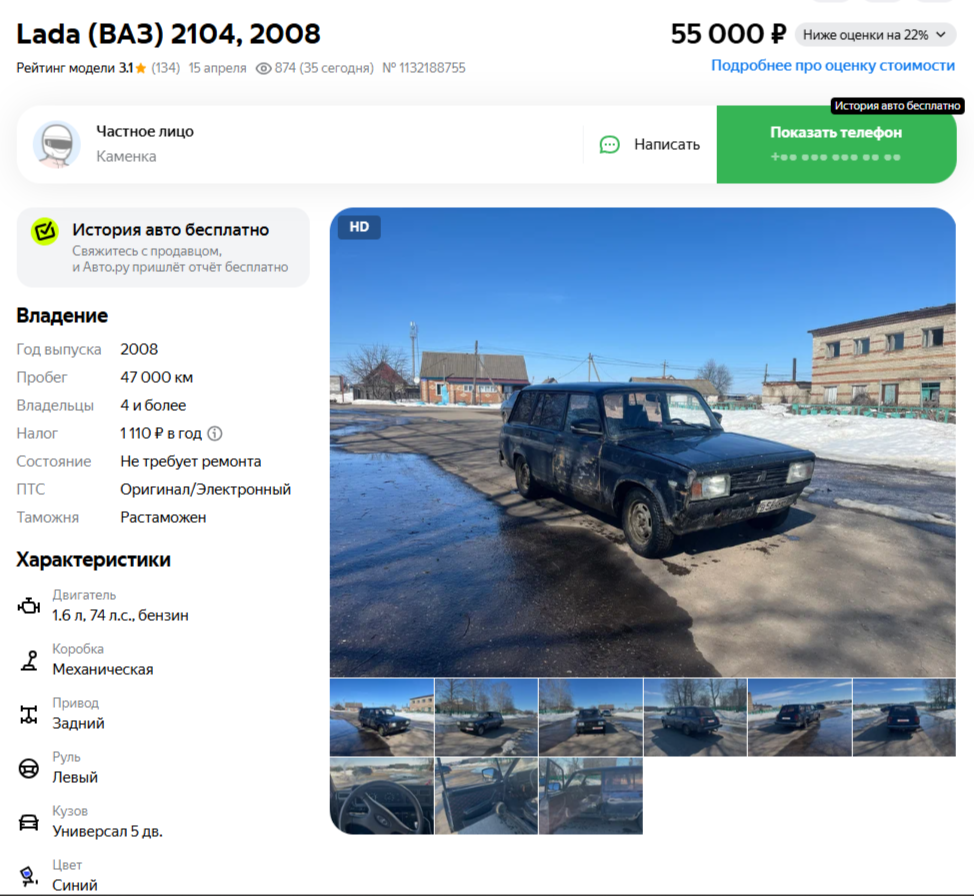 Lada (ВАЗ) 2104, 2008
55 000 ₽ Ниже оценки на 22%
Рейтинг модели 3.1★ (134) 15 апреля 874 (35 сегодня) № 1132188755
Подробнее про оценку стоимости
История авто бесплатно
Частное лицо
Каменка
Написать
Показать телефон
+●● ●●● ●●● ●● ●●
История авто бесплатно
Свяжитесь с продавцом,
и Авто.ру пришлёт отчёт бесплатно
HD
Владение
Год выпуска 2008
Пробег 47 000 км
Владельцы 4 и более
Налог 1 110 ₽ в год
Состояние Не требует ремонта
ПТС Оригинал/Электронный
Таможня Растаможен
Характеристики
Двигатель
1.6 л, 74 л.с., бензин
Коробка
Механическая
Привод
Задний
Руль
Левый
Кузов
Универсал 5 дв.
Цвет
Синий